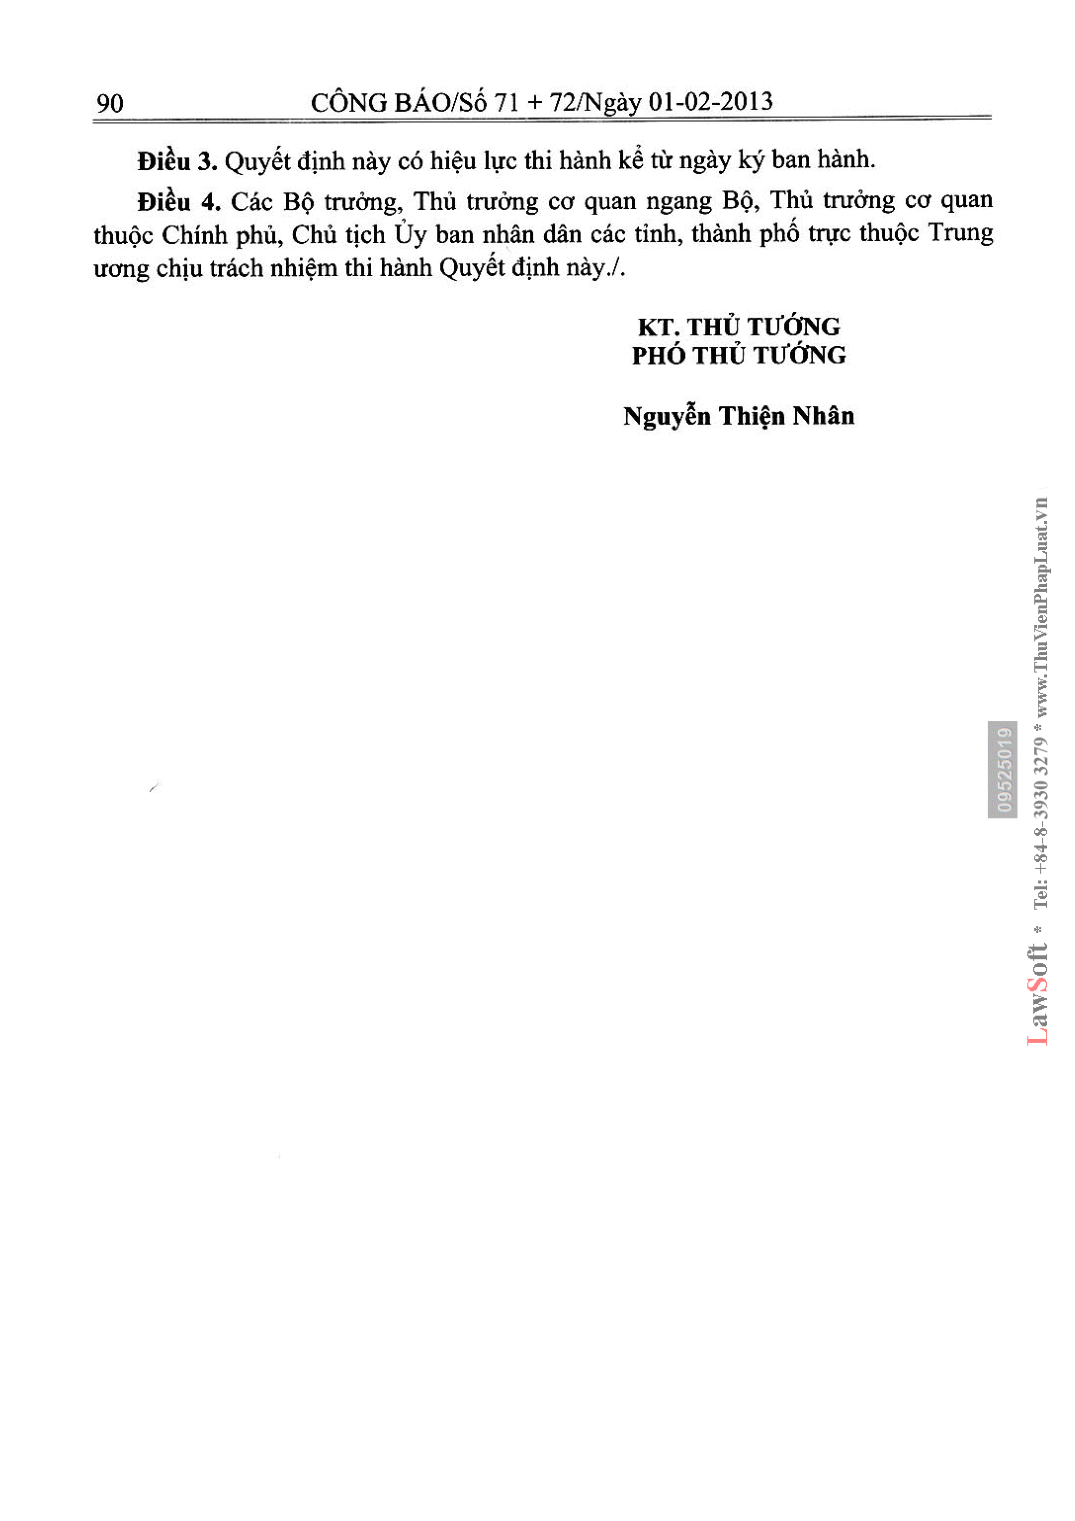 90
CÔNG BÁO/Số 71 + 72/Ngày 01-02-2013
Điều 3. Quyết định này có hiệu lực thi hành kể từ ngày ký ban hành.
Điều 4. Các Bộ trưởng, Thủ trưởng cơ quan ngang Bộ, Thủ trưởng cơ quan
thuộc Chính phủ, Chủ tịch Ủy ban nhân dân các tỉnh, thành phố trực thuộc Trung
ương chịu trách nhiệm thi hành Quyết định này./.
KT. THỦ TƯỚNG
PHÓ THỦ TƯỚNG
Nguyễn Thiện Nhân
09525019
LawSoft * Tel: +84-8-3930 3279 * www.ThuVienPhapLuat.vn